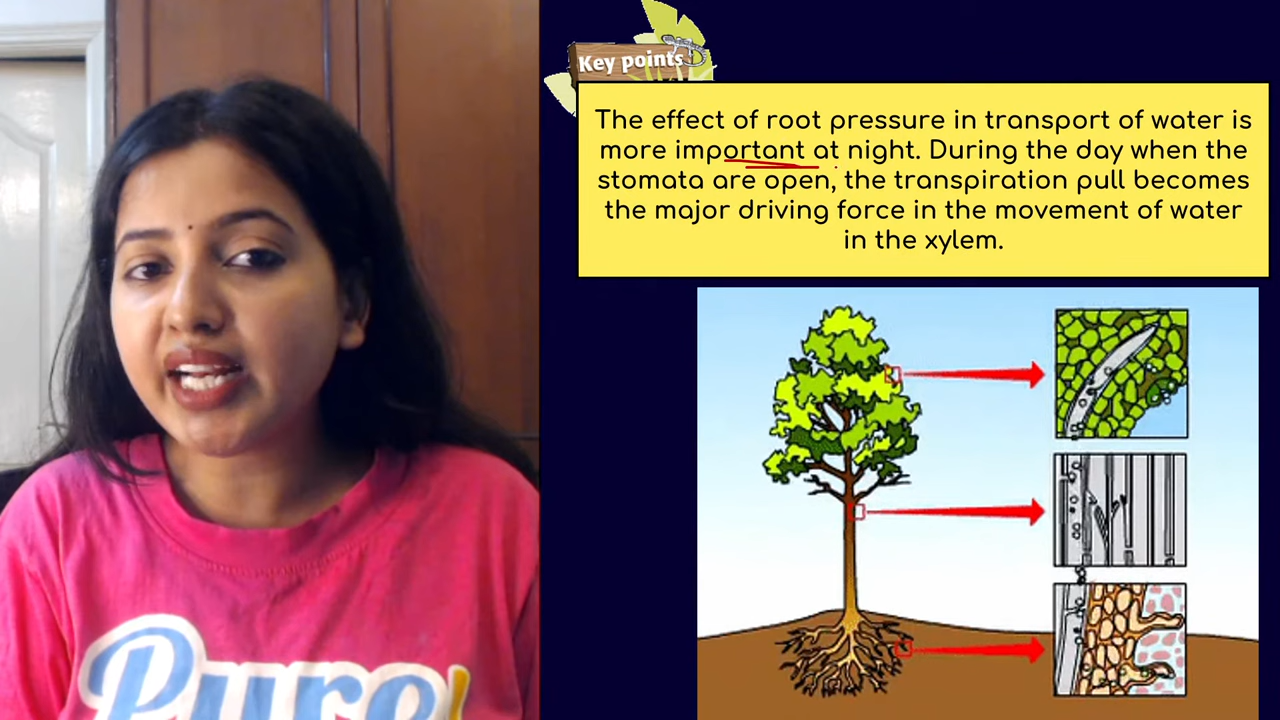 Key points
The effect of root pressure in transport of water is
more important at night. During the day when the
stomata are open, the transpiration pull becomes
the major driving force in the movement of water
in the xylem.
Pure!